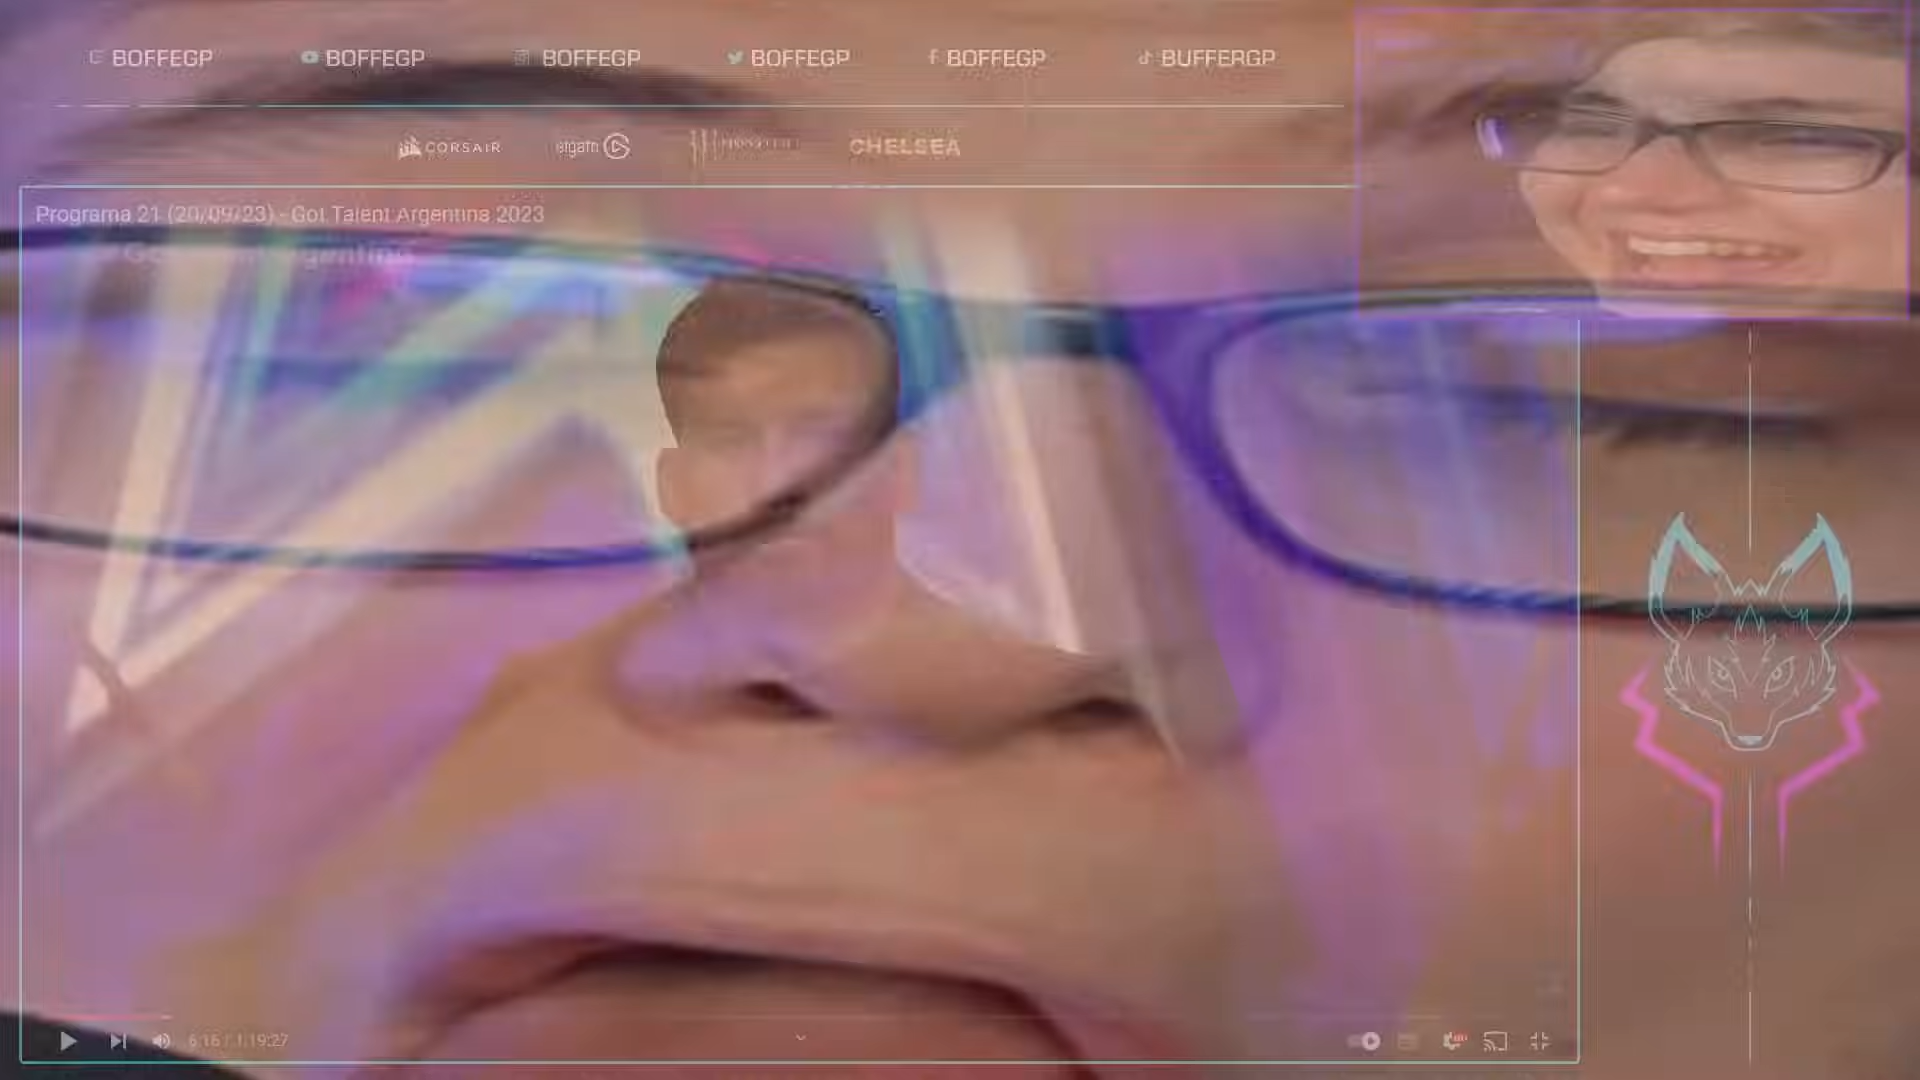 BOFFEGP BOFFEGP BOFFEGP BOFFEGP BOFFEGP BUFFERGP
CORSAIR elgato CHELSEA
Programa 21 (20/09/23) - Got Talent Argentina 2023
6:16 / 1:19:27